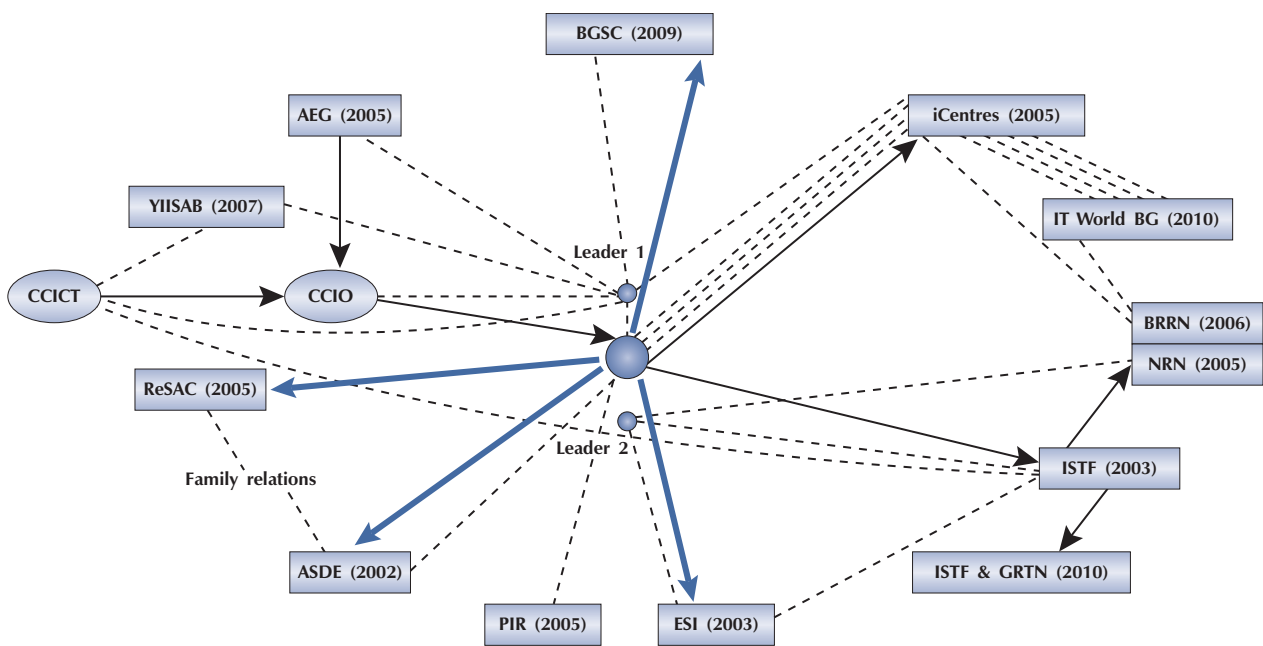 BGSC (2009)
AEG (2005)
iCentres (2005)
YIISAB (2007)
IT World BG (2010)
Leader 1
CCICT
CCIO
BRRN (2006)
NRN (2005)
ReSAC (2005)
Leader 2
ISTF (2003)
Family relations
ASDE (2002)
ISTF & GRTN (2010)
PIR (2005)
ESI (2003)